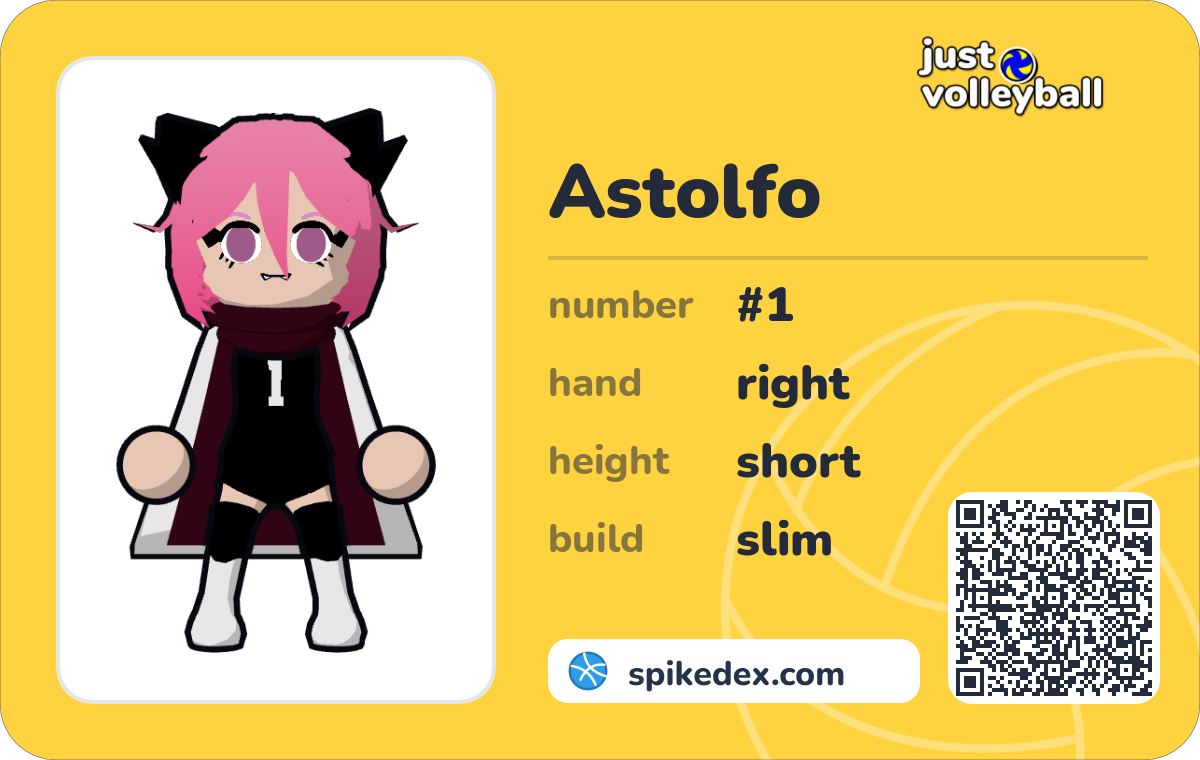 just
volleyball
Astolfo
number #1
hand right
height short
build slim
1
spikedex.com